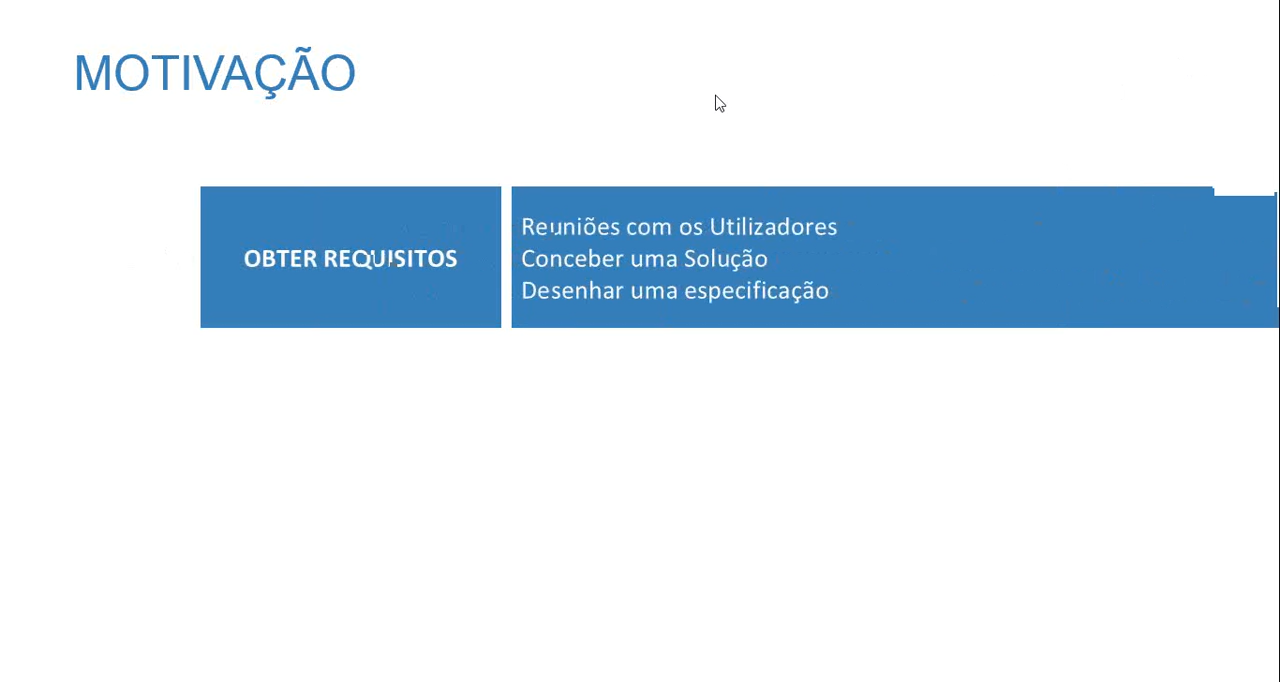 MOTIVAÇÃO
OBTER REQUISITOS
Reuniões com os Utilizadores
Conceber uma Solução
Desenhar uma especificação